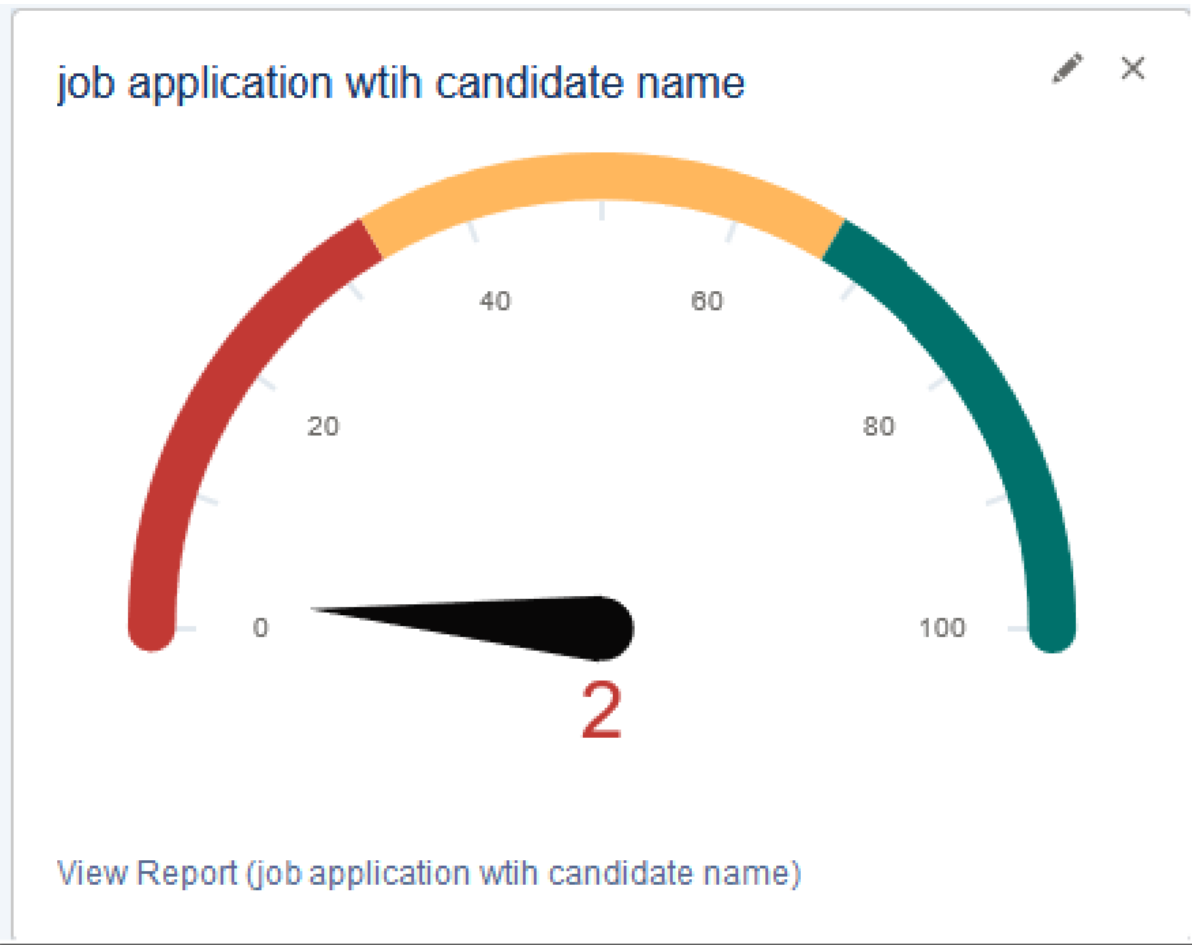 job application wtih candidate name
40 60
20 80
0 100
2
View Report (job application wtih candidate name)